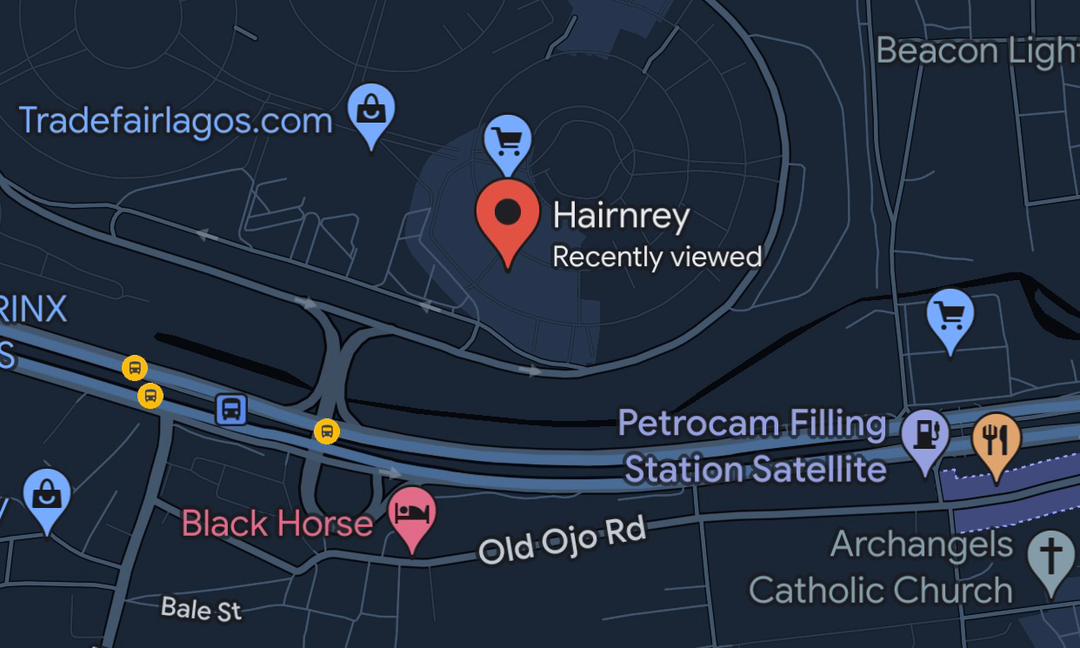 Beacon Ligh
Tradefairlagos.com
Hairnrey
Recently viewed
RINX
S
Petrocam Filling
Station Satellite
Black Horse
Old Ojo Rd
Archangels
Catholic Church
Bale St